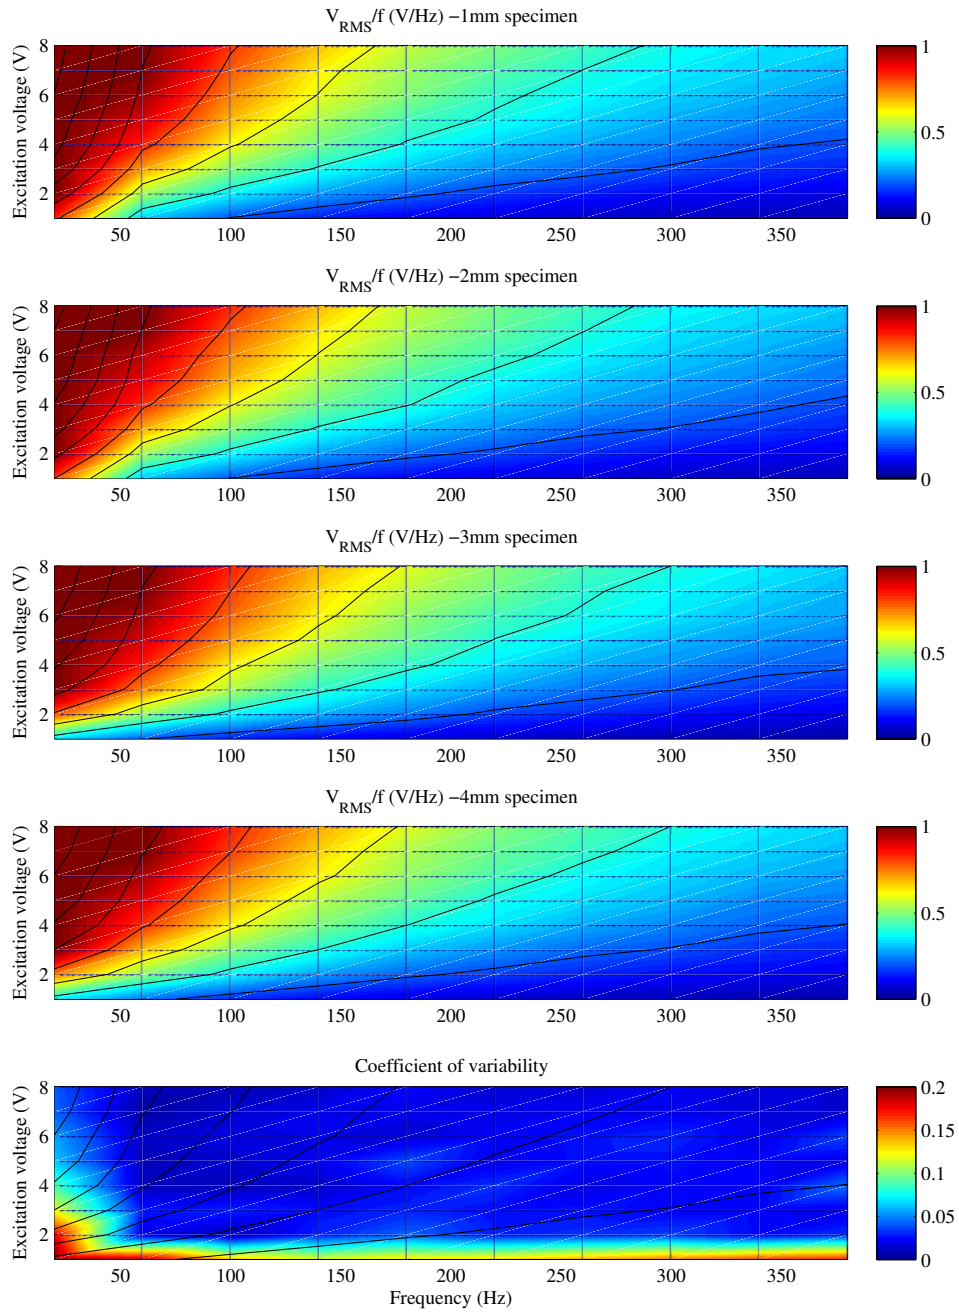 V_RMS/f (V/Hz) −1mm specimen
Excitation voltage (V)
8
6
4
2
50 100 150 200 250 300 350
1
0.5
0
V_RMS/f (V/Hz) −2mm specimen
Excitation voltage (V)
8
6
4
2
50 100 150 200 250 300 350
1
0.5
0
V_RMS/f (V/Hz) −3mm specimen
Excitation voltage (V)
8
6
4
2
50 100 150 200 250 300 350
1
0.5
0
V_RMS/f (V/Hz) −4mm specimen
Excitation voltage (V)
8
6
4
2
50 100 150 200 250 300 350
1
0.5
0
Coefficient of variability
Excitation voltage (V)
8
6
4
2
50 100 150 200 250 300 350
Frequency (Hz)
0.2
0.15
0.1
0.05
0